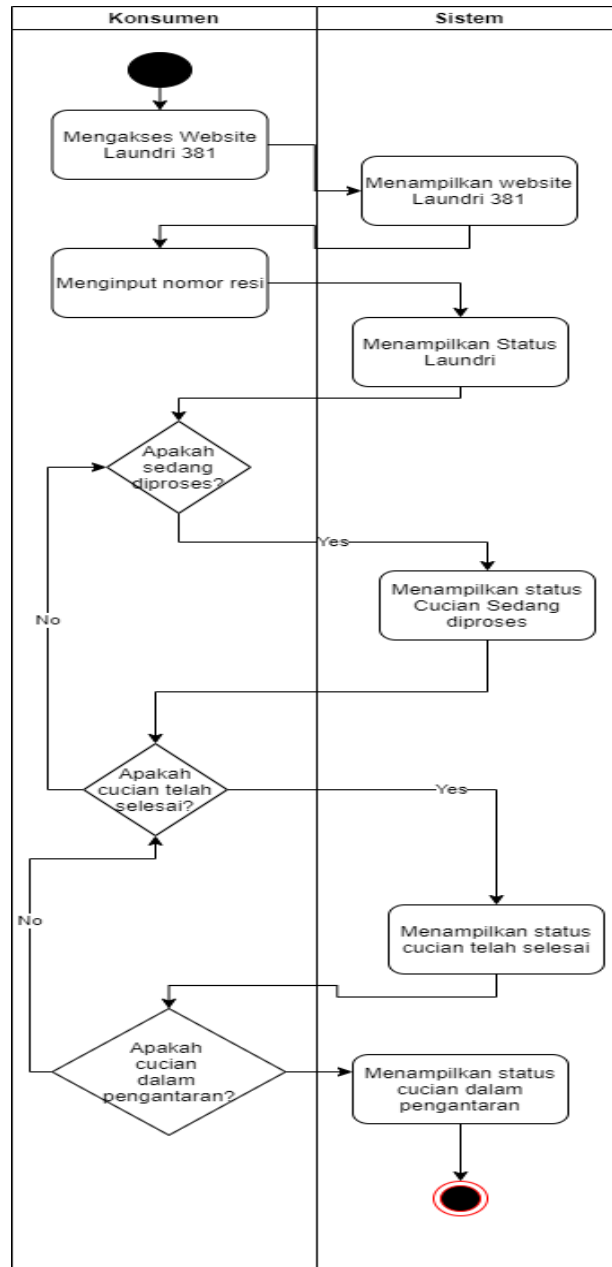 Konsumen
Sistem
Mengakses Website
Laundri 381
Menampilkan website
Laundri 381
Menginput nomor resi
Menampilkan Status
Laundri
Apakah
sedang
diproses?
Yes
Menampilkan status
Cucian Sedang
diproses
No
Apakah
cucian telah
selesai?
Yes
No
Menampilkan status
cucian telah selesai
Apakah
cucian
dalam
pengantaran?
Menampilkan status
cucian dalam
pengantaran